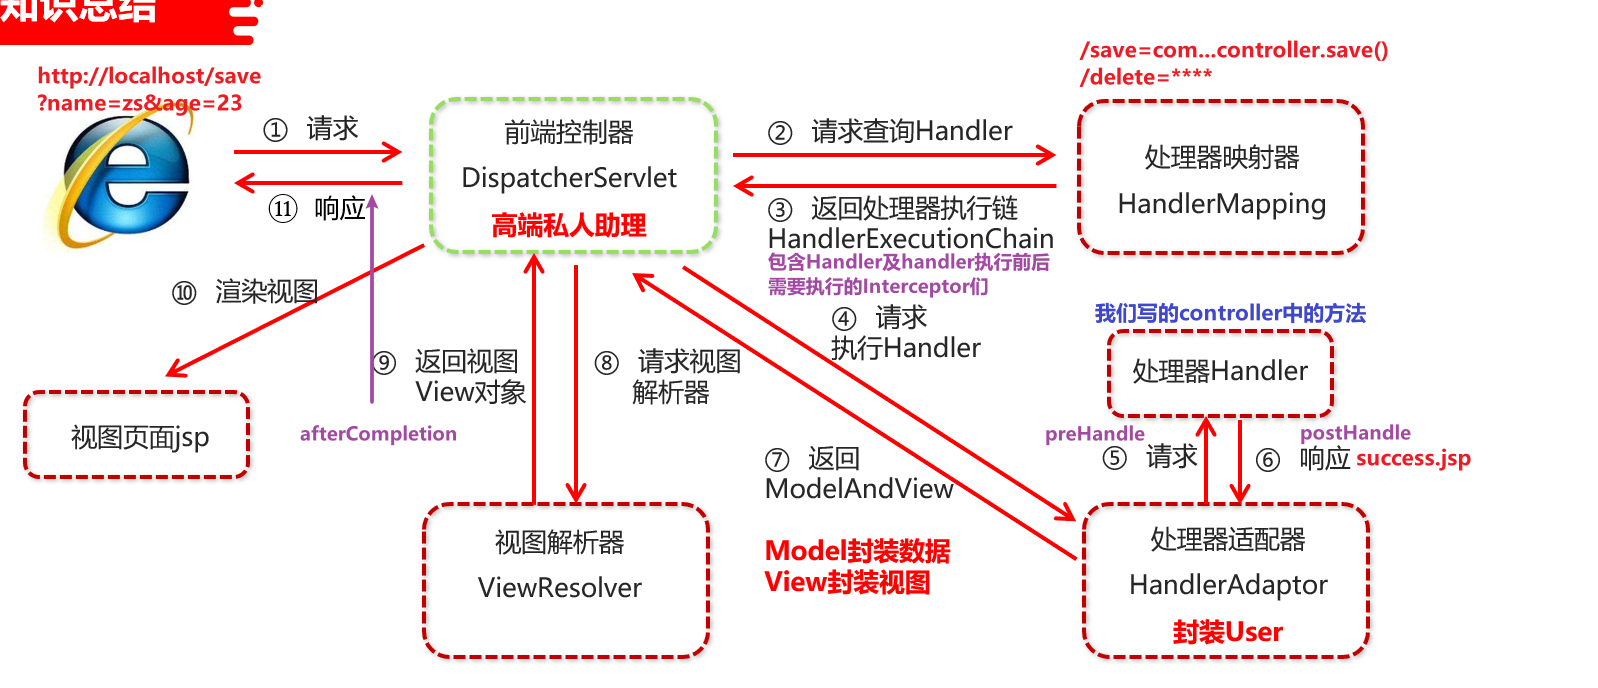 知识总结
http://localhost/save
?name=zs&age=23
① 请求
⑪ 响应
前端控制器
DispatcherServlet
高端私人助理
② 请求查询Handler
③ 返回处理器执行链
HandlerExecutionChain
包含Handler及handler执行前后
需要执行的Interceptor们
/save=com...controller.save()
/delete=****
处理器映射器
HandlerMapping
⑩ 渲染视图
视图页面jsp
afterCompletion
⑨ 返回视图
View对象
⑧ 请求视图
解析器
④ 请求
执行Handler
我们写的controller中的方法
处理器Handler
preHandle
⑤ 请求
postHandle
⑥ 响应 success.jsp
⑦ 返回
ModelAndView
Model封装数据
View封装视图
视图解析器
ViewResolver
处理器适配器
HandlerAdaptor
封装User